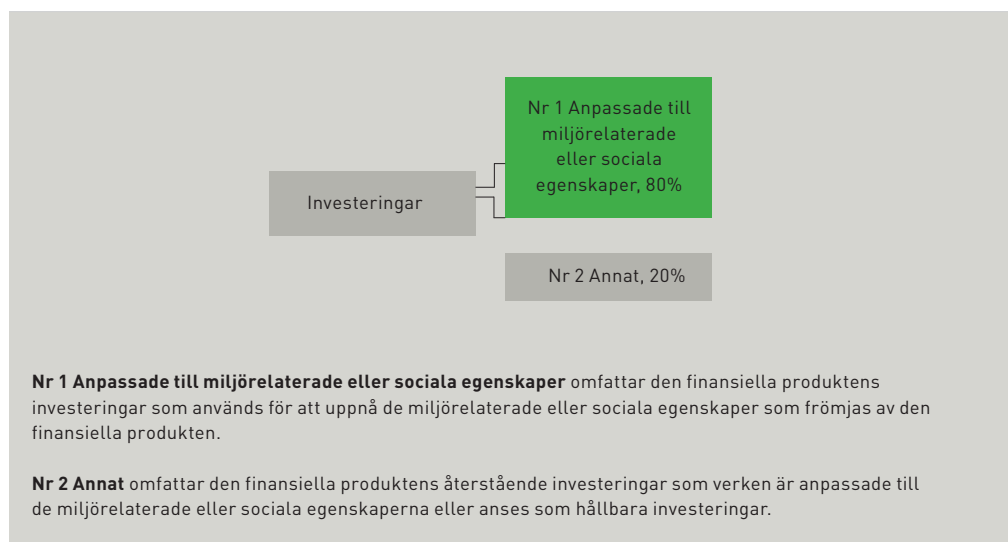 Nr 1 Anpassade till
miljörelaterade
eller sociala
egenskaper, 80%
Investeringar
Nr 2 Annat, 20%
Nr 1 Anpassade till miljörelaterade eller sociala egenskaper omfattar den finansiella produktens
investeringar som används för att uppnå de miljörelaterade eller sociala egenskaper som frömjas av den
finansiella produkten.
Nr 2 Annat omfattar den finansiella produktens återstående investeringar som verken är anpassade till
de miljörelaterade eller sociala egenskaperna eller anses som hållbara investeringar.